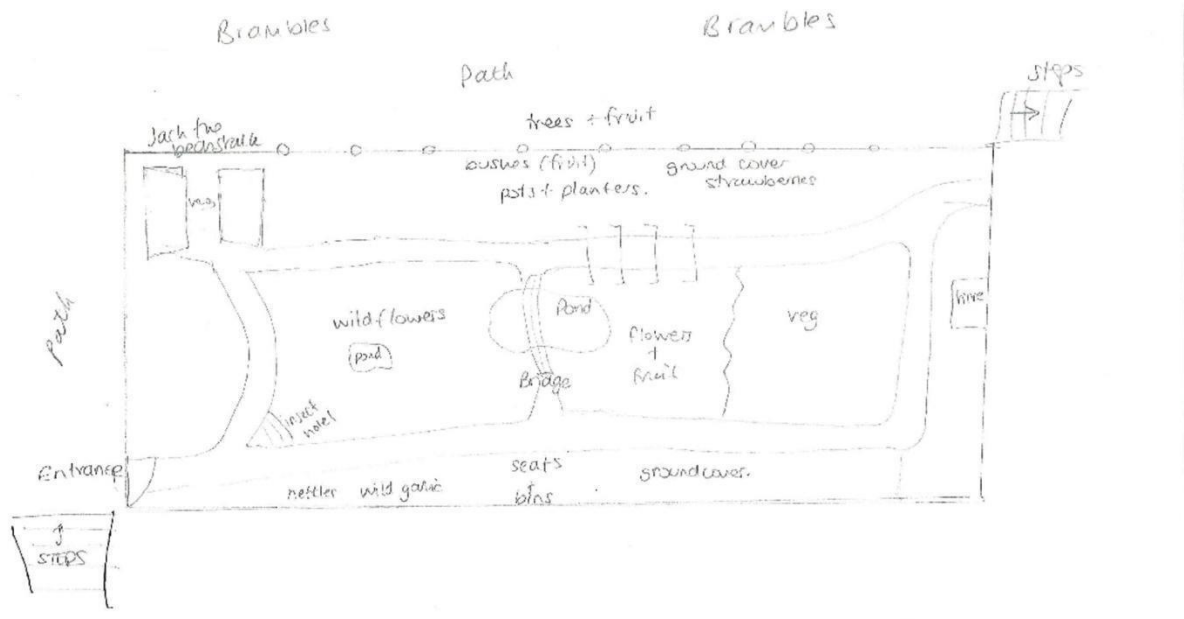 Brambles
Brambles
Path
steps
trees + fruit
Jack the
beanstalk
bushes (fruit)
ground cover
strawberries
pots + planters.
veg
Path
hive
wildflowers
Pond
veg
flowers
+
fruit
pond
Bridge
insect
hotel
Entrance
seats
+
bins
groundcover.
wild garlic
STEPS